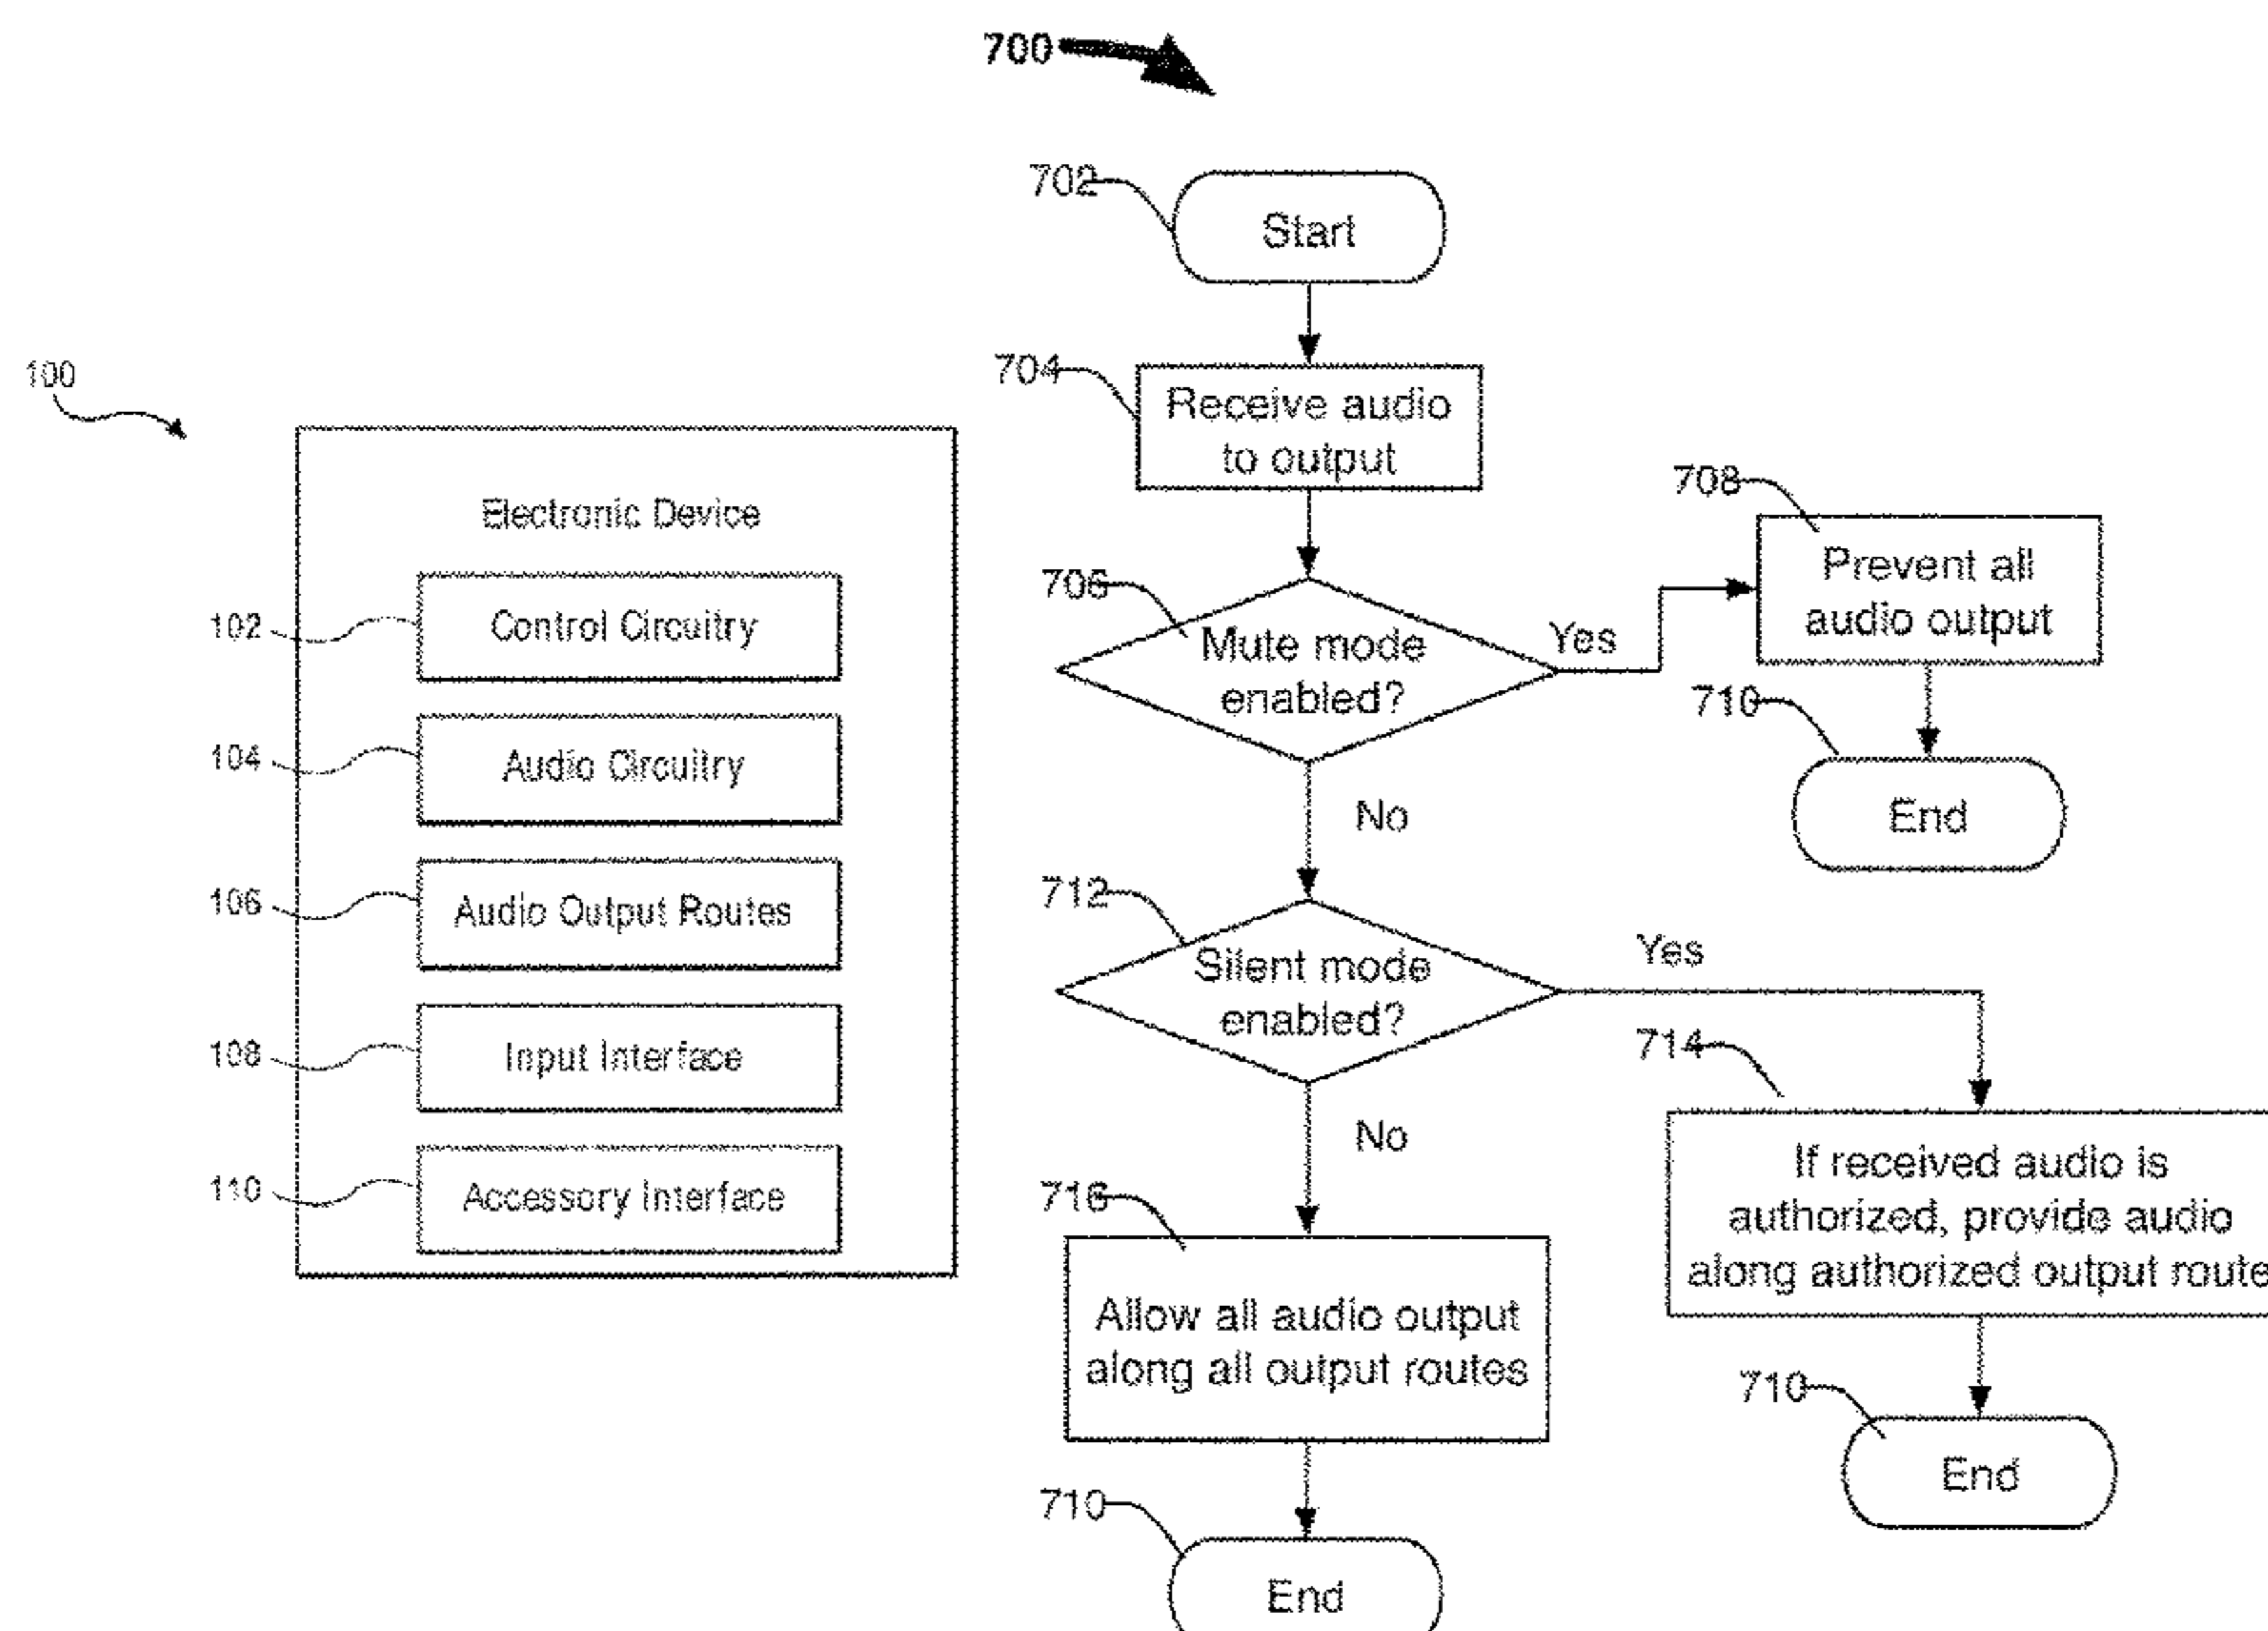 700
702
Start
704
Receive audio
to output
706
Mute mode
enabled?
Yes
708
Prevent all
audio output
710
End
No
712
Silent mode
enabled?
Yes
714
If received audio is
authorized, provide audio
along authorized output route
710
End
No
716
Allow all audio output
along all output routes
710
End
100
Electronic Device
102
Control Circuitry
104
Audio Circuitry
106
Audio Output Routes
108
Input Interface
110
Accessory Interface